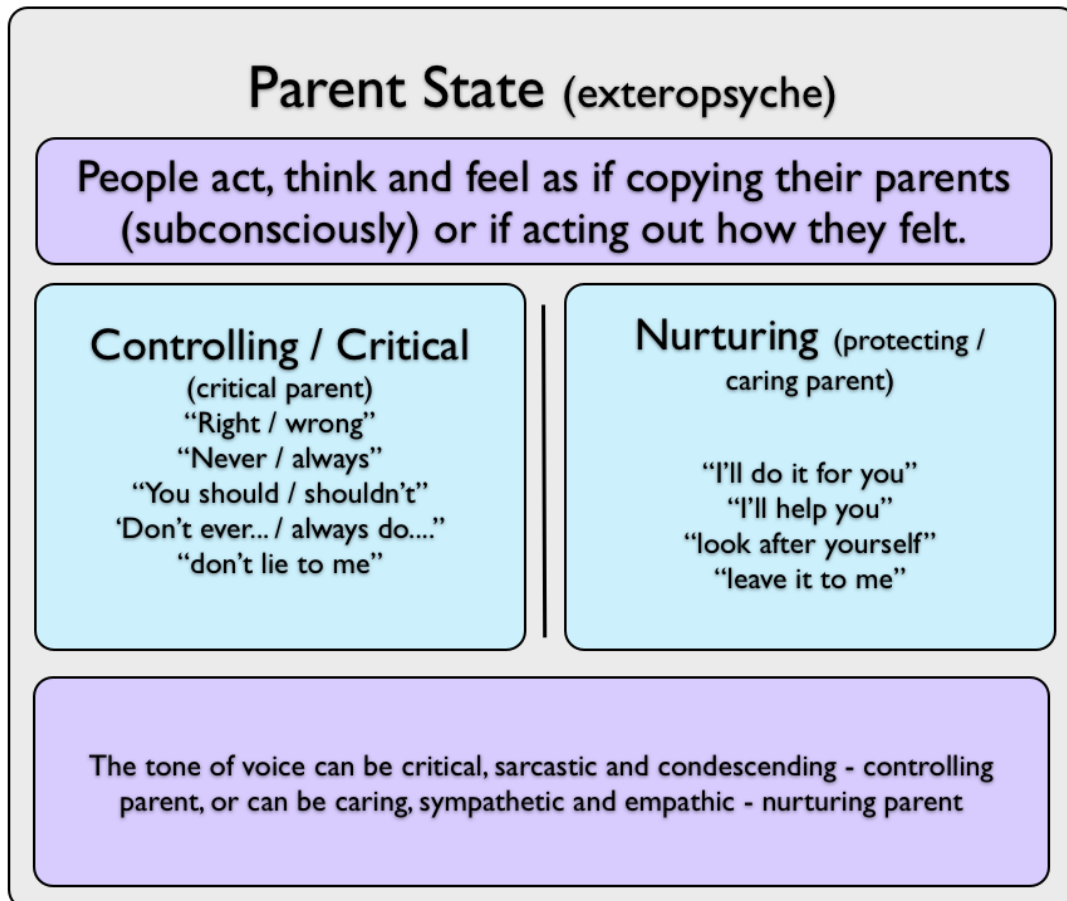 Parent State (exteropsyche)
People act, think and feel as if copying their parents
(subconsciously) or if acting out how they felt.
Controlling / Critical
(critical parent)
“Right / wrong”
“Never / always”
“You should / shouldn’t”
‘Don’t ever... / always do....”
“don’t lie to me”
Nurturing (protecting /
caring parent)
“I’ll do it for you”
“I’ll help you”
“look after yourself”
“leave it to me”
The tone of voice can be critical, sarcastic and condescending - controlling
parent, or can be caring, sympathetic and empathic - nurturing parent